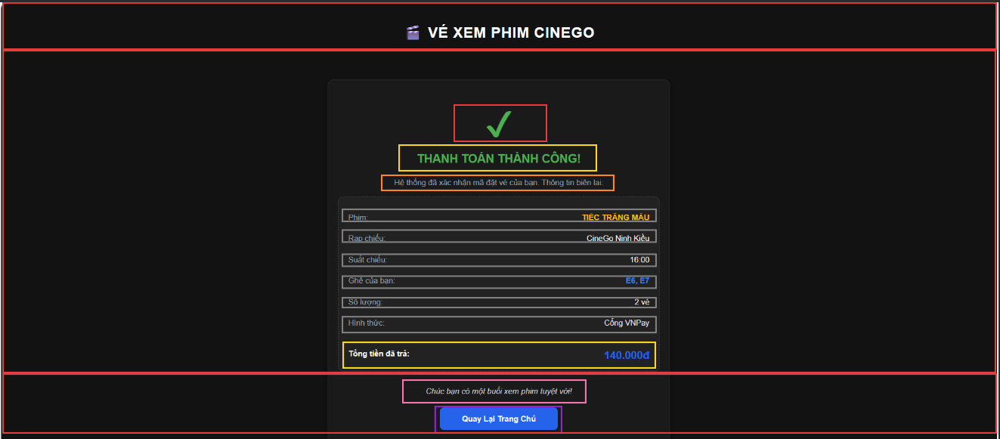 VÉ XEM PHIM CINEGO
THANH TOÁN THÀNH CÔNG!
Hệ thống đã xác nhận mã đặt vé của bạn. Thông tin biên lai:
Phim: TIỆC TRĂNG MÁU
Rạp chiếu: CineGo Ninh Kiều
Suất chiếu: 16:00
Ghế của bạn: E6, E7
Số lượng: 2 vé
Hình thức: Cổng VNPay
Tổng tiền đã trả: 140.000đ
Chúc bạn có một buổi xem phim tuyệt vời!
Quay Lại Trang Chủ